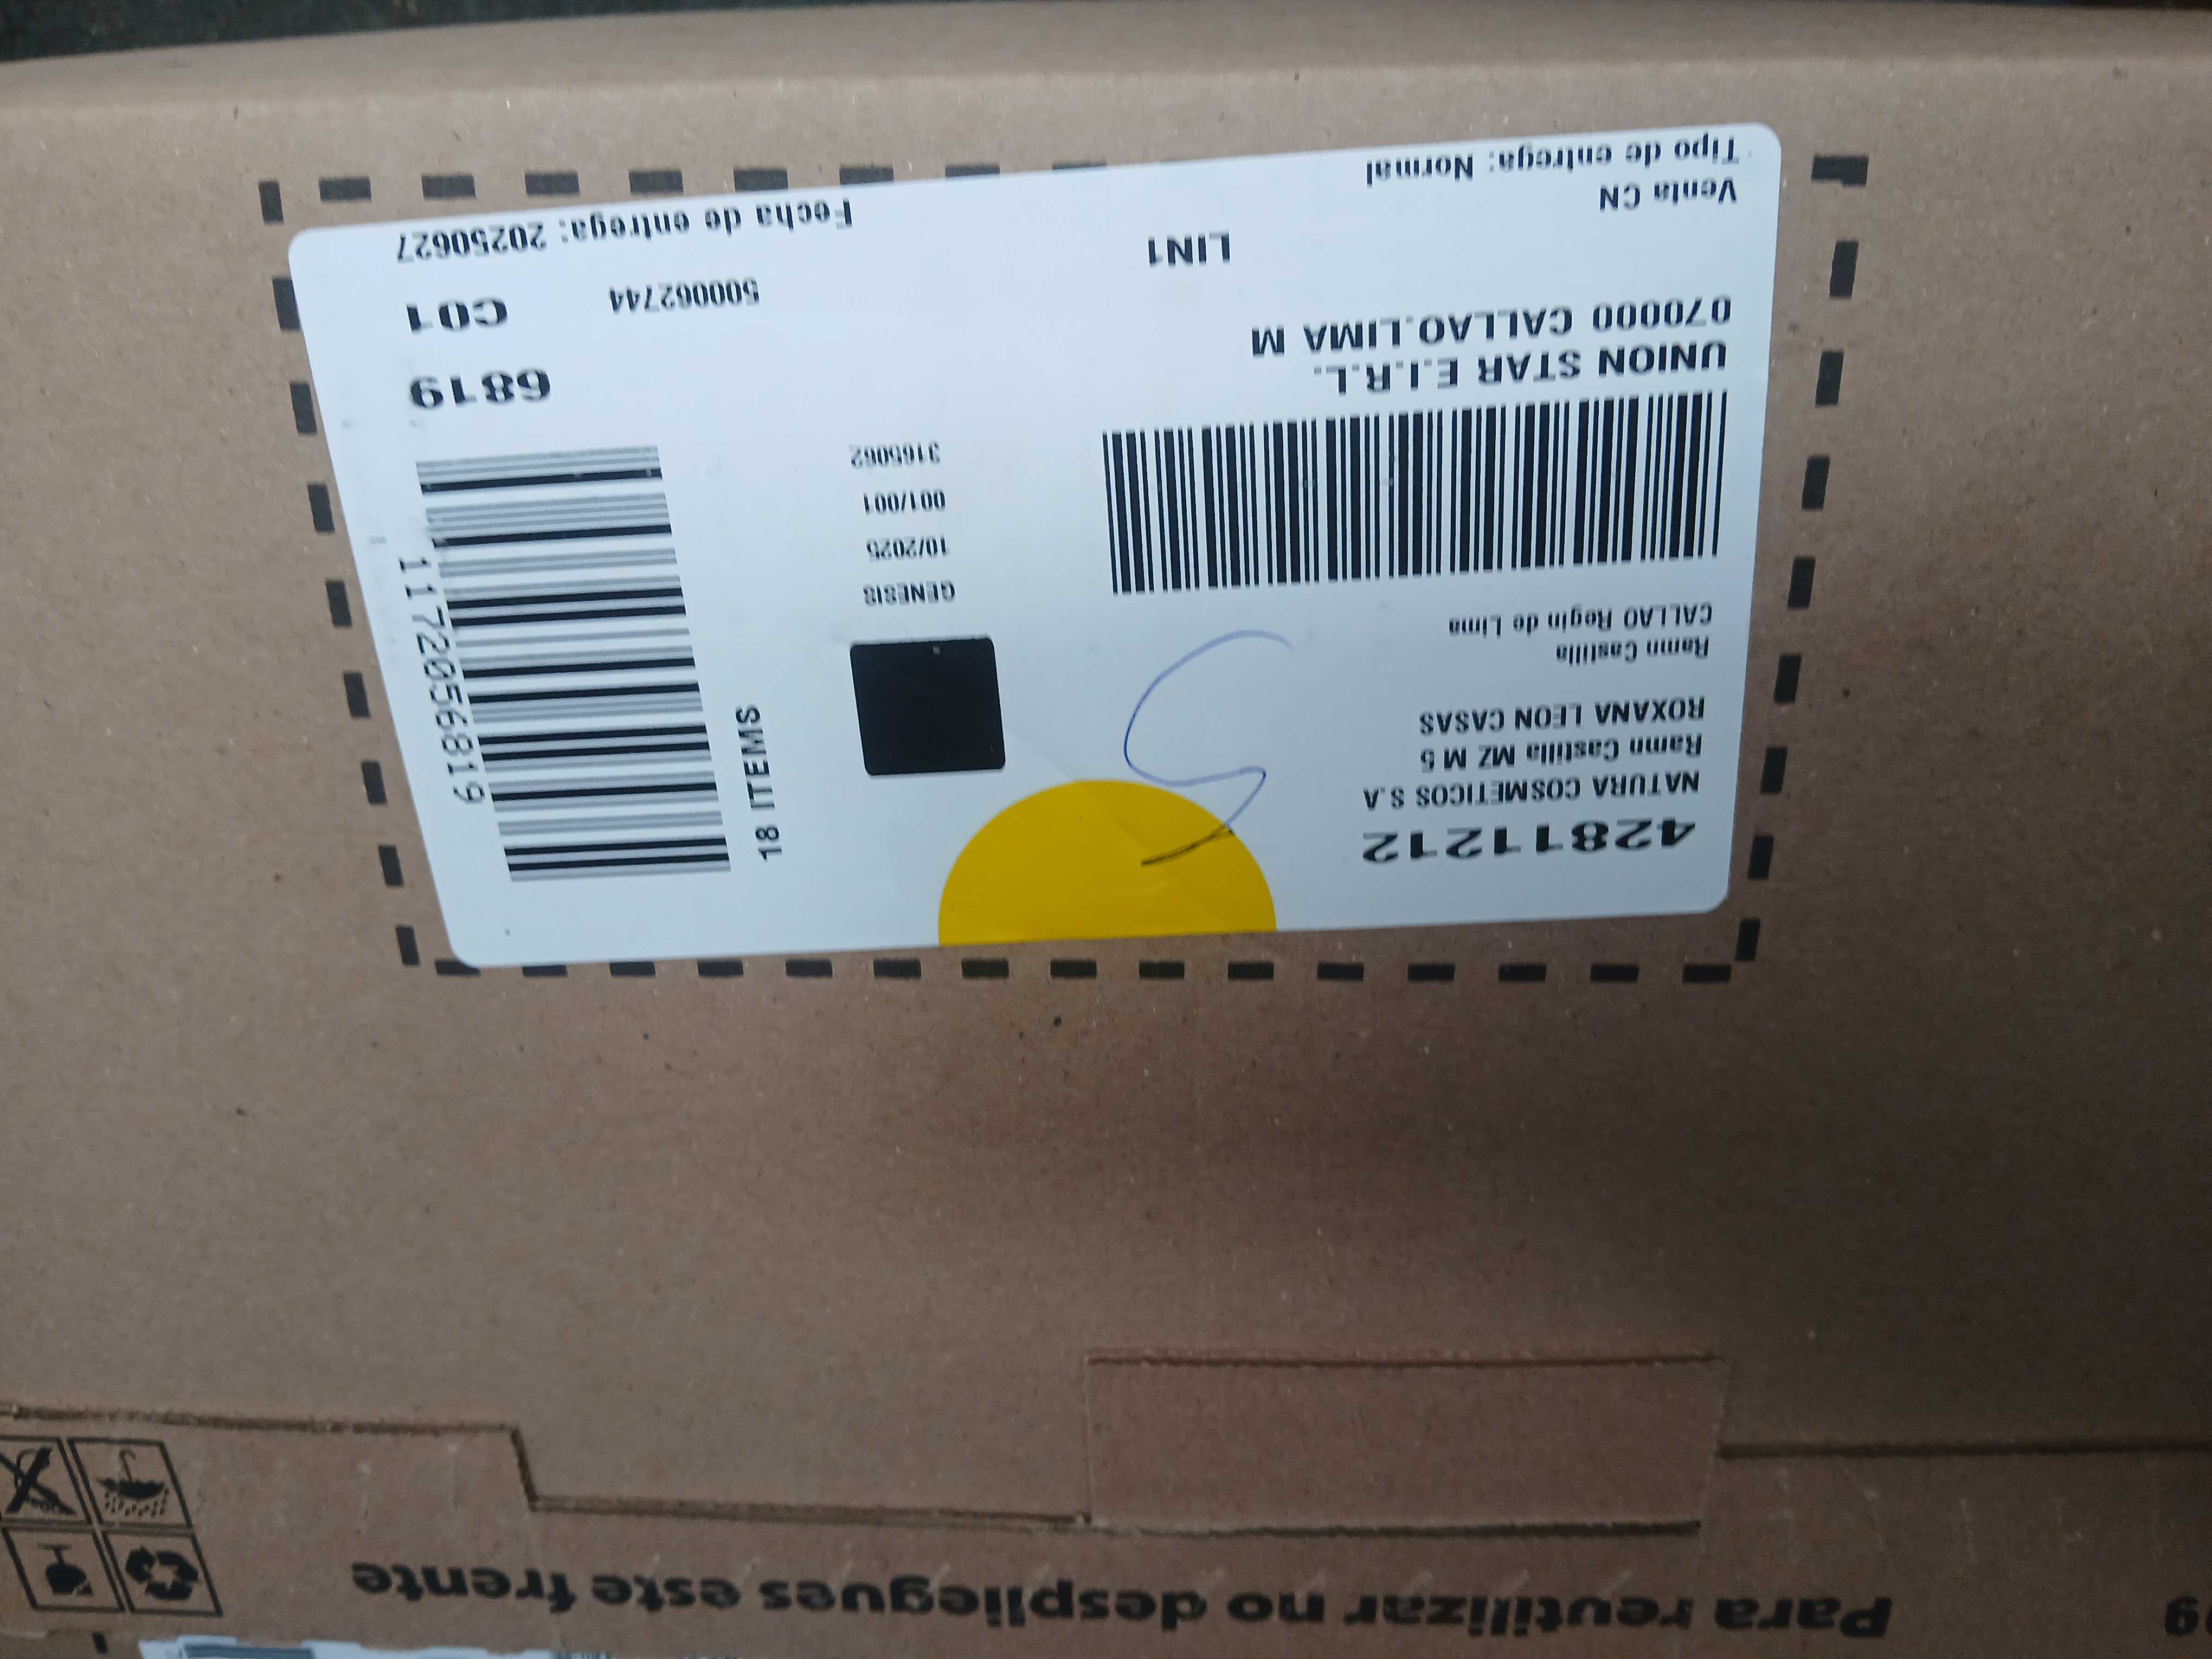 42811212
NATURA COSMETICOS S.A
Ramn Castilla MZ M 5
ROXANA LEON CASAS
Ramn Castilla
CALLAO Regin de Lima
UNION STAR E.I.R.L.
070000 CALLAO.LIMA M
LIN1
Venta CN
Tipo de entrega: Normal
GENESIS
10/2025
001/001
3165062
18 ITEMS
1172056819
6819
500062744
C01
Fecha de entrega: 20250627
Para reutilizar no despliegues este frente